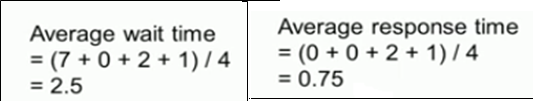 Average wait time
= (7 + 0 + 2 + 1) / 4
= 2.5
Average response time
= (0 + 0 + 2 + 1) / 4
= 0.75